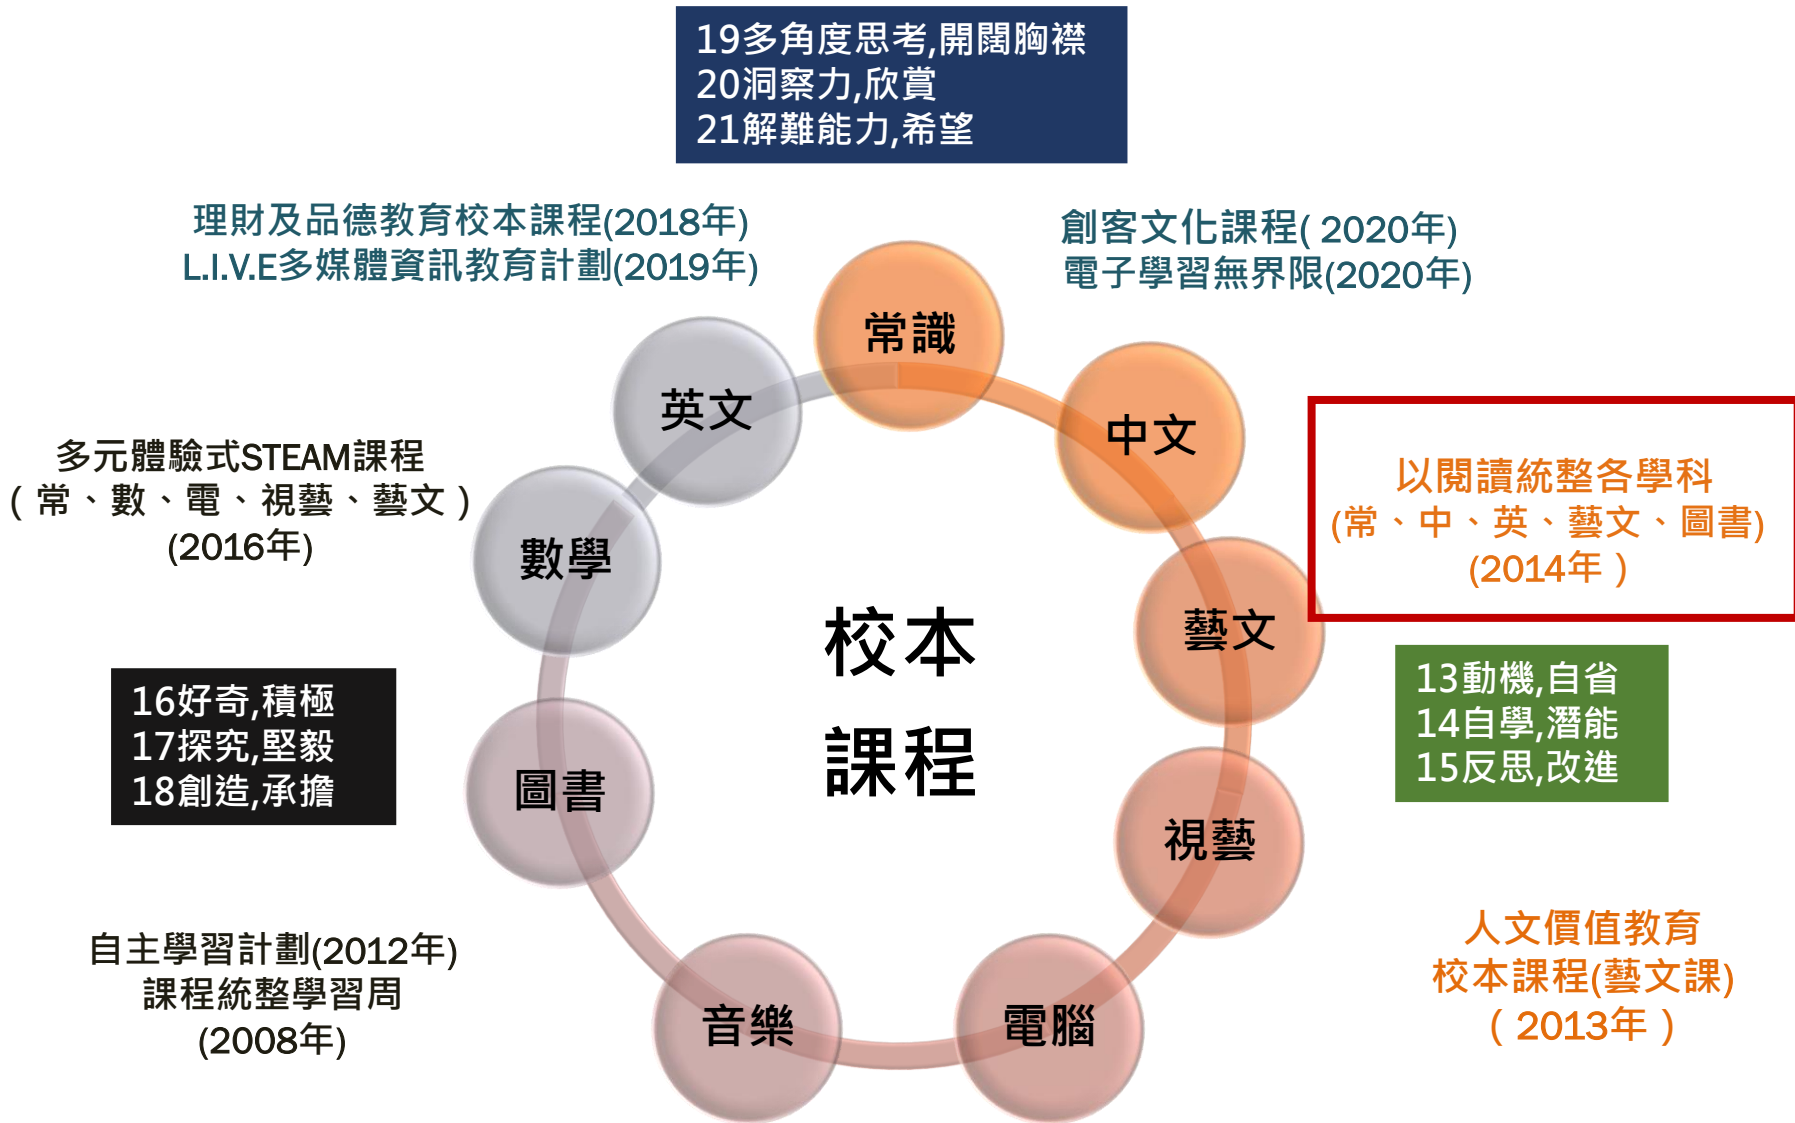 19多角度思考,開闊胸襟
20洞察力,欣賞
21解難能力,希望
理財及品德教育校本課程(2018年)
L.I.V.E多媒體資訊教育計劃(2019年)
創客文化課程( 2020年)
電子學習無界限(2020年)
常識
英文
中文
多元體驗式STEAM課程
（常、數、電、視藝、藝文）
(2016年)
以閱讀統整各學科
(常、中、英、藝文、圖書)
(2014年）
數學
藝文
校本
課程
16好奇,積極
17探究,堅毅
18創造,承擔
13動機,自省
14自學,潛能
15反思,改進
圖書
視藝
自主學習計劃(2012年)
課程統整學習周
(2008年)
人文價值教育
校本課程(藝文課)
（2013年）
音樂
電腦